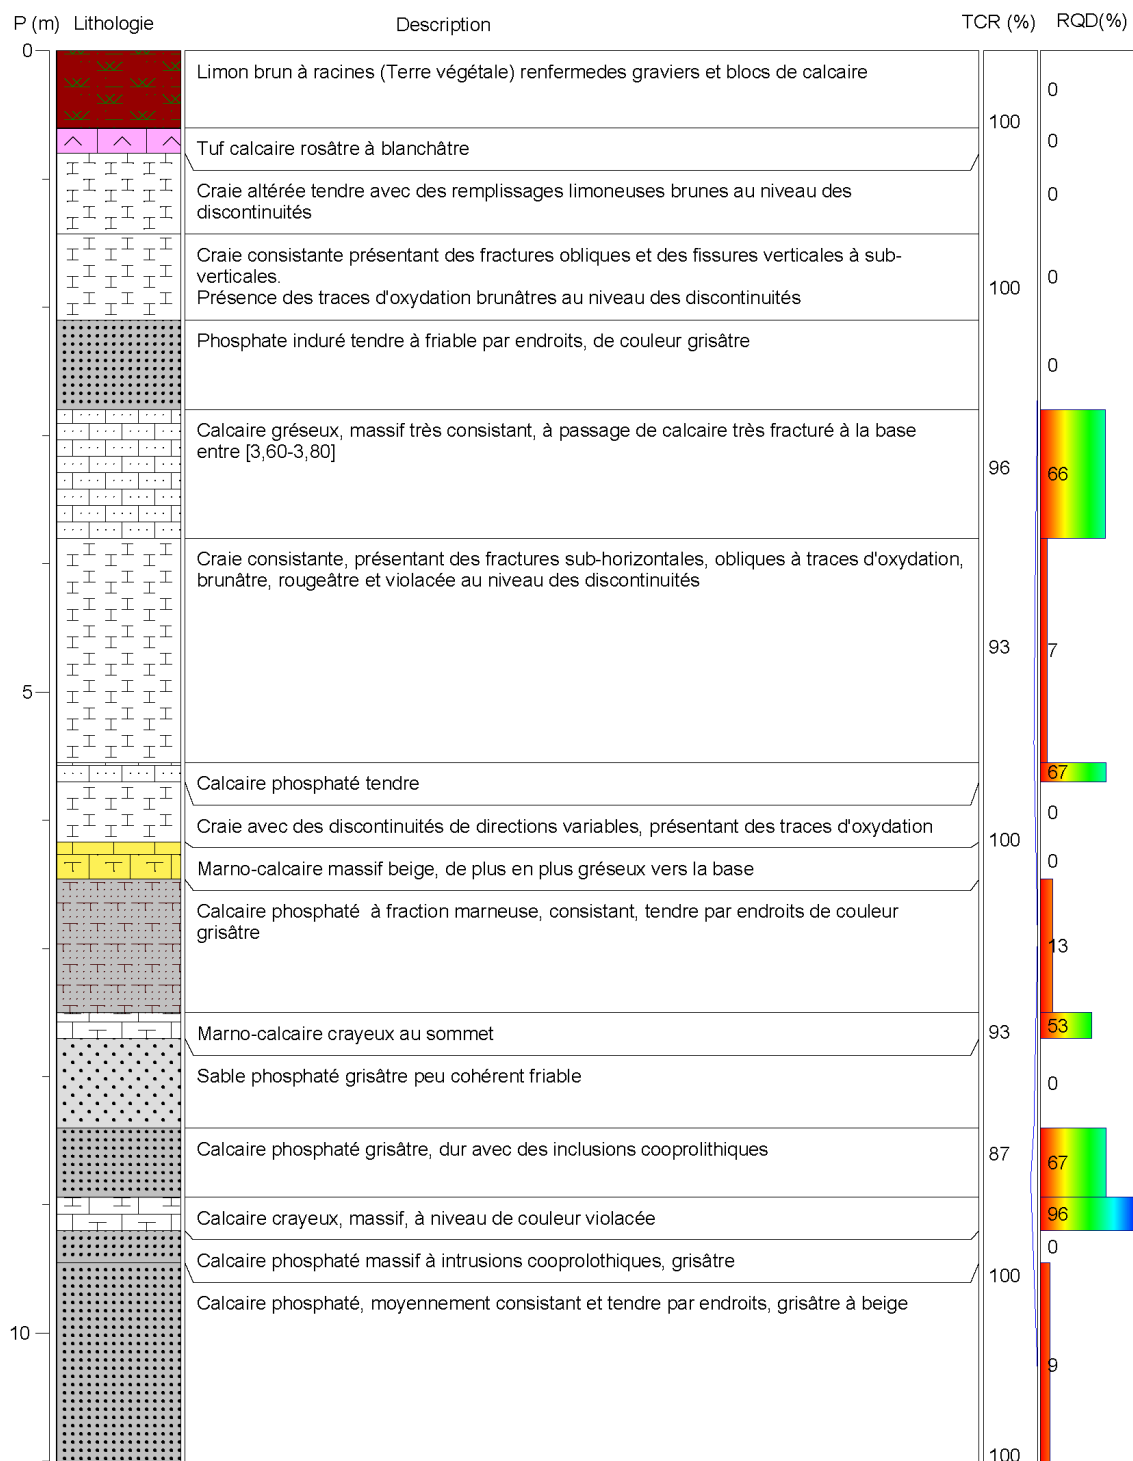 P (m) Lithologie Description TCR (%) RQD(%)
0
Limon brun à racines (Terre végétale) renfermedes graviers et blocs de calcaire
0
100
0
Tuf calcaire rosâtre à blanchâtre
Craie altérée tendre avec des remplissages limoneuses brunes au niveau des
discontinuités
0
Craie consistante présentant des fractures obliques et des fissures verticales à sub-
verticales.
Présence des traces d'oxydation brunâtres au niveau des discontinuités
0
100
Phosphate induré tendre à friable par endroits, de couleur grisâtre
0
Calcaire gréseux, massif très consistant, à passage de calcaire très fracturé à la base
entre [3,60-3,80]
96
66
Craie consistante, présentant des fractures sub-horizontales, obliques à traces d'oxydation,
brunâtre, rougeâtre et violacée au niveau des discontinuités
93
7
5
Calcaire phosphaté tendre
67
Craie avec des discontinuités de directions variables, présentant des traces d'oxydation
0
100
Marno-calcaire massif beige, de plus en plus gréseux vers la base
0
Calcaire phosphaté à fraction marneuse, consistant, tendre par endroits de couleur
grisâtre
13
Marno-calcaire crayeux au sommet
93
53
Sable phosphaté grisâtre peu cohérent friable
0
Calcaire phosphaté grisâtre, dur avec des inclusions cooprolithiques
87
67
Calcaire crayeux, massif, à niveau de couleur violacée
96
Calcaire phosphaté massif à intrusions cooprolothiques, grisâtre
0
100
Calcaire phosphaté, moyennement consistant et tendre par endroits, grisâtre à beige
10
9
100